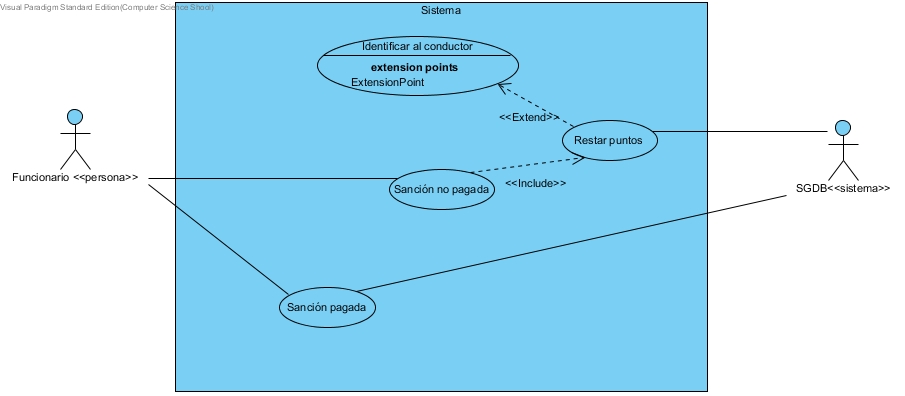 Visual Paradigm Standard Edition(Computer Science Shool)
Sistema
Identificar al conductor
extension points
ExtensionPoint
<<Extend>>
Restar puntos
Funcionario <<persona>>
Sanción no pagada
<<Include>>
SGDB<<sistema>>
Sanción pagada